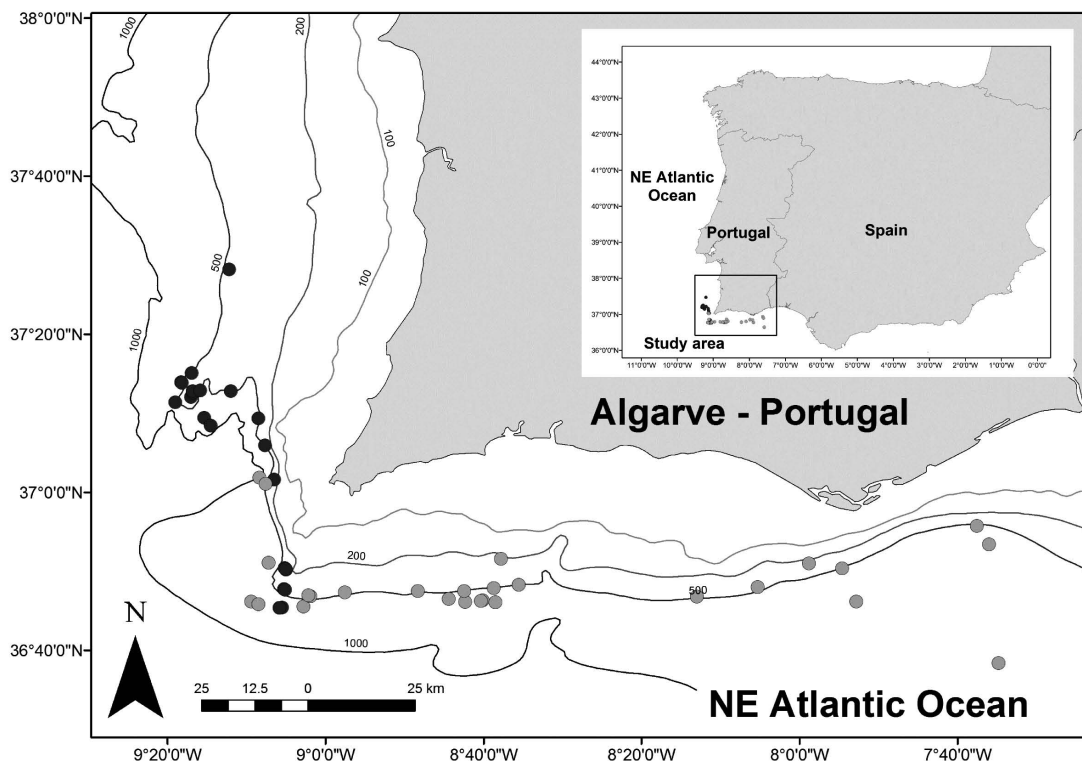 38°0'0"N
37°40'0"N
37°20'0"N
37°0'0"N
36°40'0"N
1000
200
100
100
500
1000
200
500
1000
44°0'0"N
43°0'0"N
42°0'0"N
41°0'0"N
40°0'0"N
39°0'0"N
38°0'0"N
37°0'0"N
36°0'0"N
NE Atlantic
Ocean
Portugal
Spain
Study area
11°0'0"W 10°0'0"W 9°0'0"W 8°0'0"W 7°0'0"W 6°0'0"W 5°0'0"W 4°0'0"W 3°0'0"W 2°0'0"W 1°0'0"W 0°0'0"
Algarve - Portugal
N
25 12.5 0 25 km
NE Atlantic Ocean
9°20'0"W 9°0'0"W 8°40'0"W 8°20'0"W 8°0'0"W 7°40'0"W